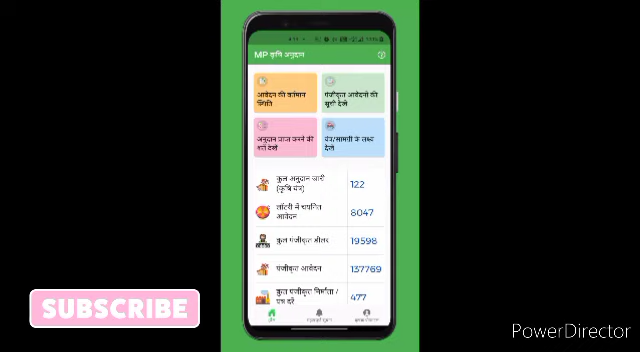 MP कृषि अनुदान
आवेदन की वर्तमान
स्थिति
पंजीकृत आवेदनों की
सूची देखे
अनुदान प्राप्त करने की
शर्ते देखे
यंत्र/सामग्री के लक्ष्य
देखे
कुल अनुदान जारी
(कृषि यंत्र)
122
लॉटरी में चयनित
आवेदन
8047
कुल पंजीकृत डीलर
19598
पंजीकृत आवेदन
137769
कुल पंजीकृत निर्माता /
477
होम
SUBSCRIBE
PowerDirector